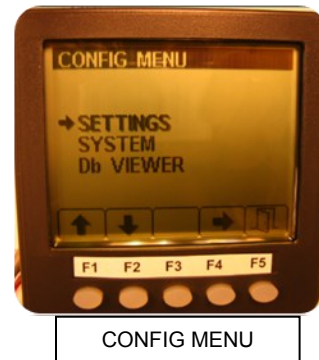 CONFIG MENU
SETTINGS
SYSTEM
Db VIEWER
F1 F2 F3 F4 F5
CONFIG MENU